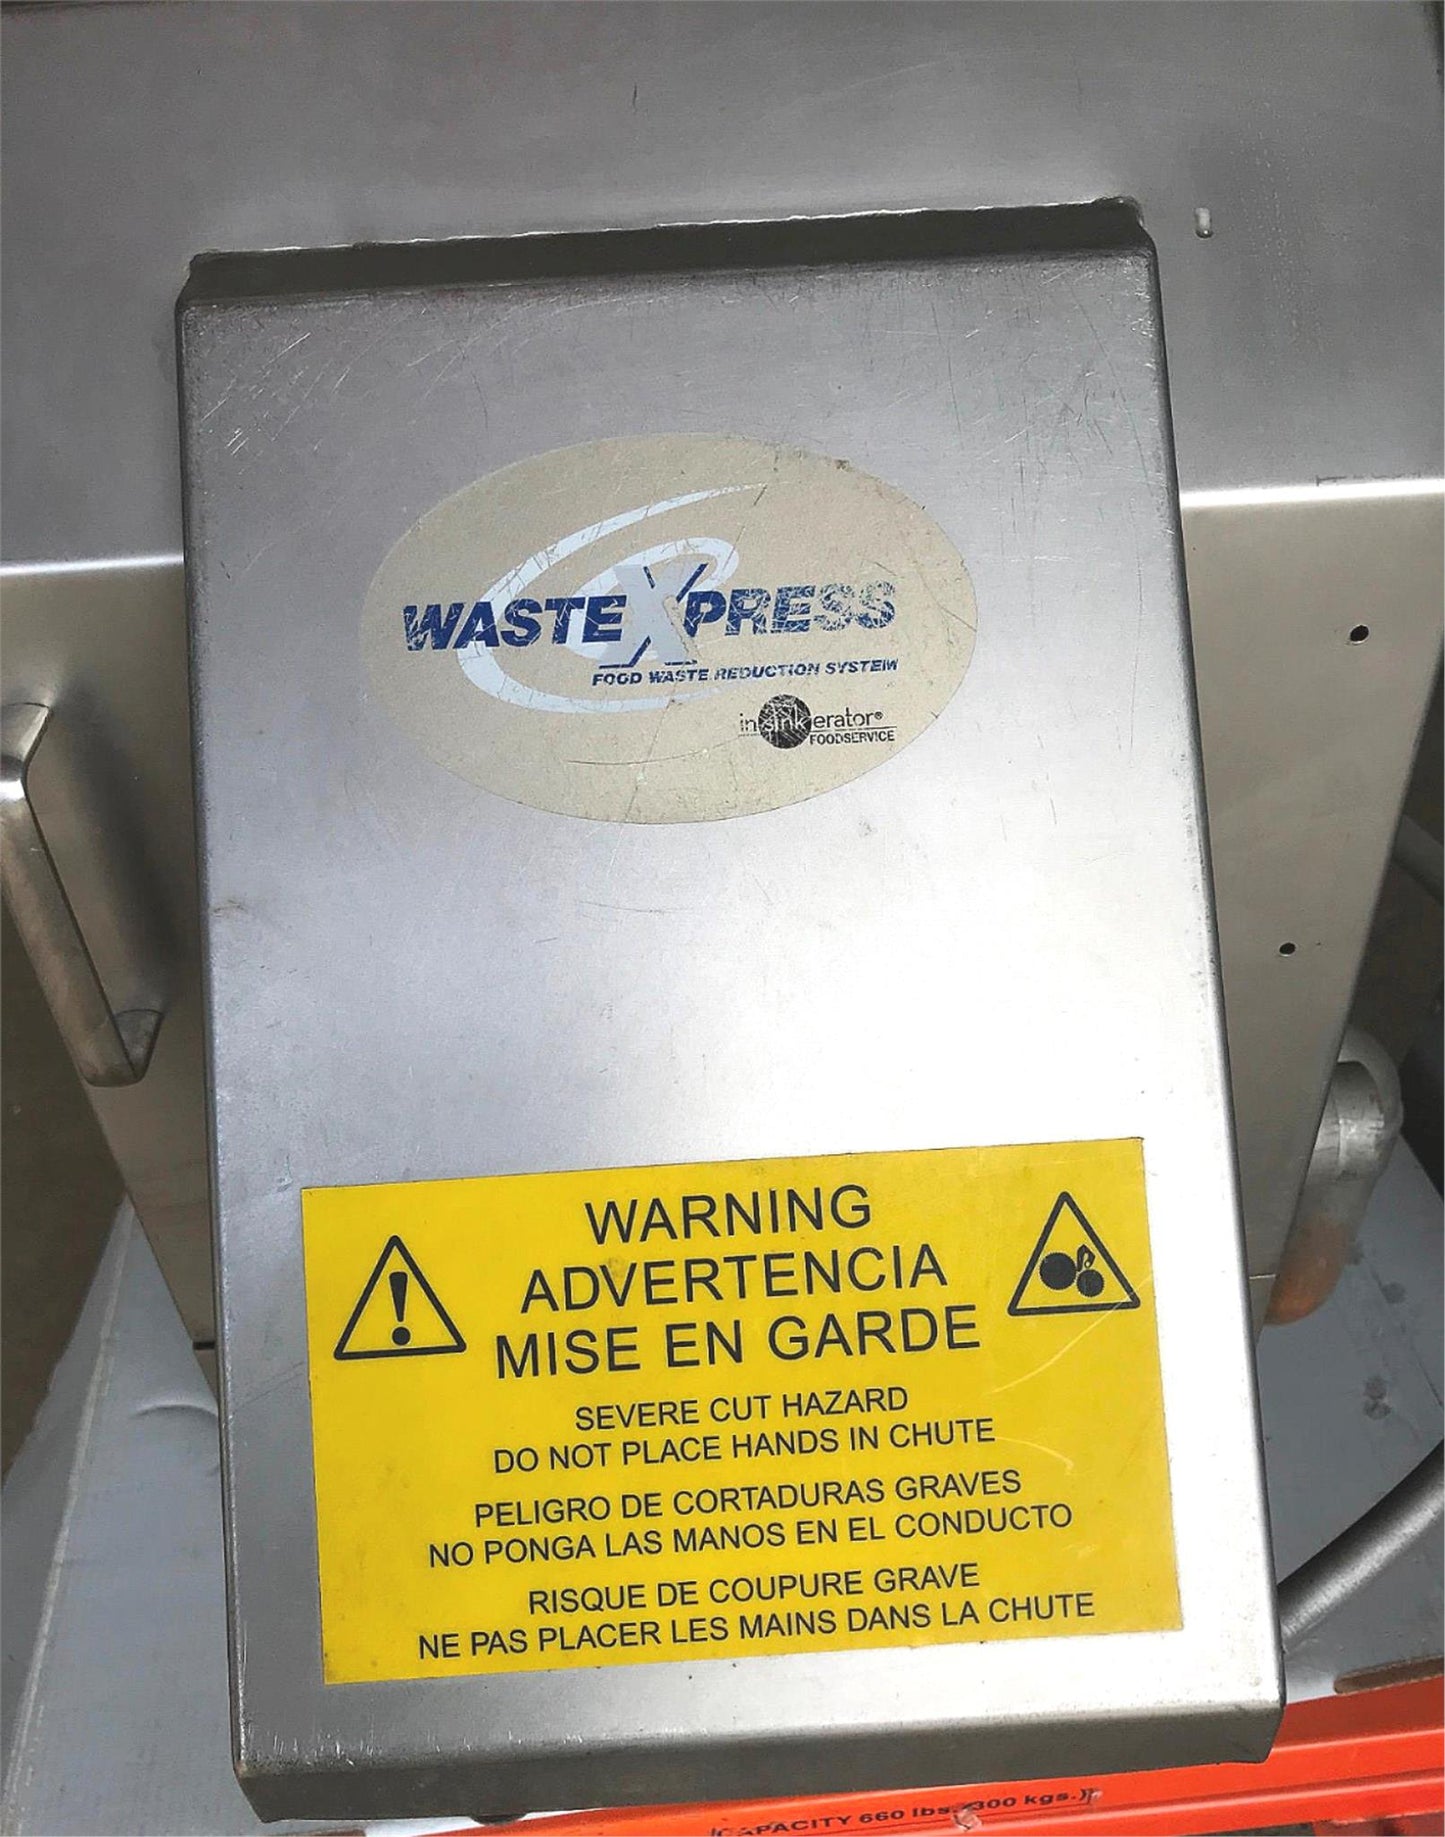 WASTEXPRESS
FOOD WASTE REDUCTION SYSTEM
insinkerator®
FOODSERVICE
WARNING
ADVERTENCIA
MISE EN GARDE
SEVERE CUT HAZARD
DO NOT PLACE HANDS IN CHUTE
PELIGRO DE CORTADURAS GRAVES
NO PONGA LAS MANOS EN EL CONDUCTO
RISQUE DE COUPURE GRAVE
NE PAS PLACER LES MAINS DANS LA CHUTE
CAPACITY 660 lbs. (300 kgs.)